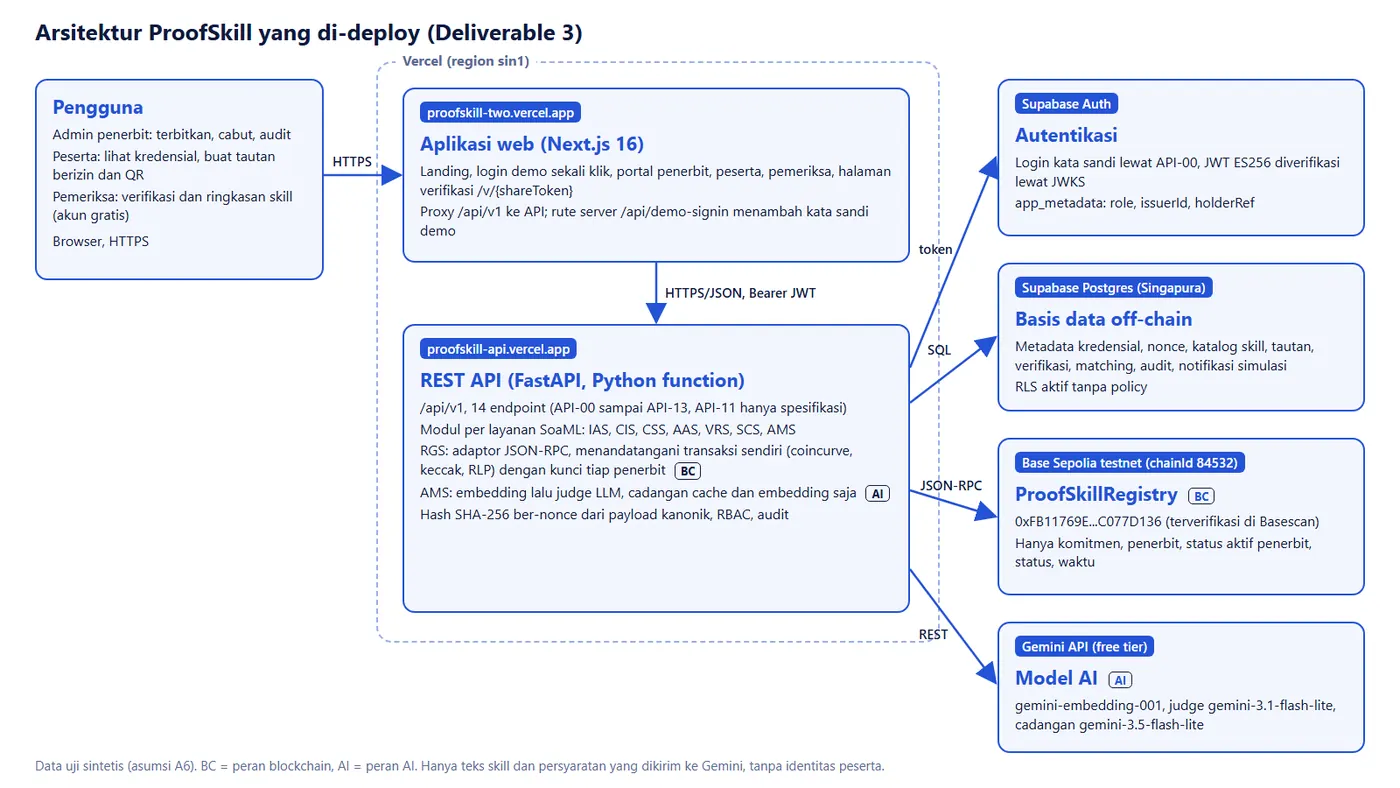 Arsitektur ProofSkill yang di-deploy (Deliverable 3)
Pengguna
Admin penerbit: terbitkan, cabut, audit
Peserta: lihat kredensial, buat tautan
berizin dan QR
Pemeriksa: verifikasi dan ringkasan skill
(akun gratis)
Browser, HTTPS
HTTPS
Vercel (region sin1)
proofskill-two.vercel.app
Aplikasi web (Next.js 16)
Landing, login demo sekali klik, portal penerbit, peserta, pemeriksa, halaman
verifikasi /v/{shareToken}
Proxy /api/v1 ke API; rute server /api/demo-signin menambah kata sandi
demo
HTTPS/JSON, Bearer JWT
proofskill-api.vercel.app
REST API (FastAPI, Python function)
/api/v1, 14 endpoint (API-00 sampai API-13, API-11 hanya spesifikasi)
Modul per layanan SoaML: IAS, CIS, CSS, AAS, VRS, SCS, AMS
RGS: adaptor JSON-RPC, menandatangani transaksi sendiri (coincurve,
keccak, RLP) dengan kunci tiap penerbit BC
AMS: embedding lalu judge LLM, cadangan cache dan embedding saja AI
Hash SHA-256 ber-nonce dari payload kanonik, RBAC, audit
token
SQL
JSON-RPC
REST
Supabase Auth
Autentikasi
Login kata sandi lewat API-00, JWT ES256 diverifikasi
lewat JWKS
app_metadata: role, issuerId, holderRef
Supabase Postgres (Singapura)
Basis data off-chain
Metadata kredensial, nonce, katalog skill, tautan,
verifikasi, matching, audit, notifikasi simulasi
RLS aktif tanpa policy
Base Sepolia testnet (chainId 84532)
ProofSkillRegistry BC
0xFB11769E...C077D136 (terverifikasi di Basescan)
Hanya komitmen, penerbit, status aktif penerbit,
status, waktu
Gemini API (free tier)
Model AI AI
gemini-embedding-001, judge gemini-3.1-flash-lite,
cadangan gemini-3.5-flash-lite
Data uji sintetis (asumsi A6). BC = peran blockchain, AI = peran AI. Hanya teks skill dan persyaratan yang dikirim ke Gemini, tanpa identitas peserta.